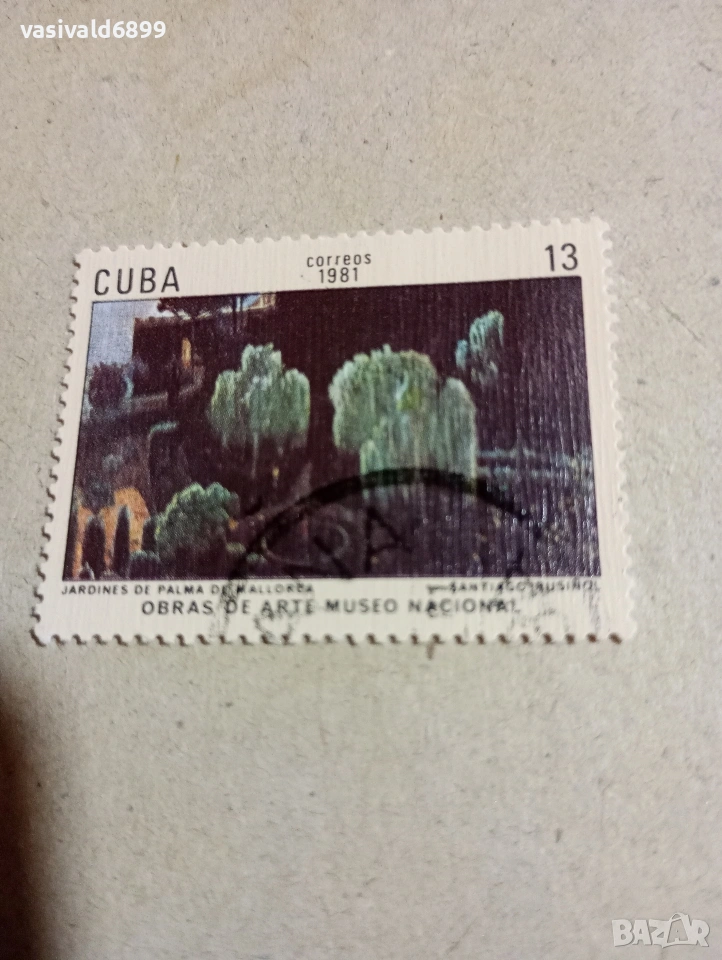 vasivald6899
CUBA correos 13
1981
JARDINES DE PALMA DE MALLORCA SANTIAGO RUSIÑOL
OBRAS DE ARTE MUSEO NACIONAL
BAZAR